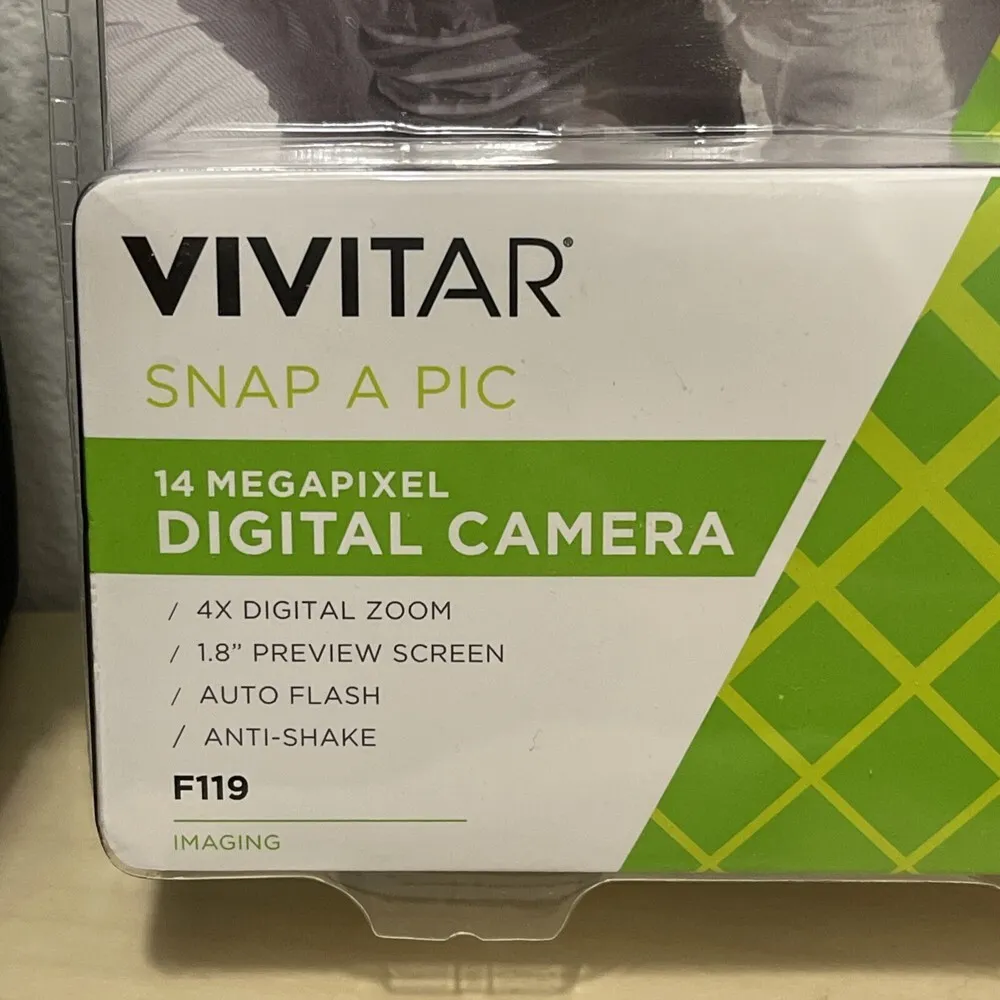 VIVITAR®
SNAP A PIC
14 MEGAPIXEL
DIGITAL CAMERA
/ 4X DIGITAL ZOOM
/ 1.8” PREVIEW SCREEN
/ AUTO FLASH
/ ANTI-SHAKE
F119
IMAGING